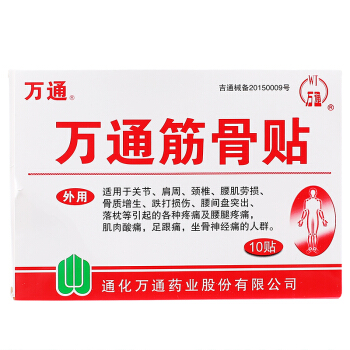 万通®
吉通械备20150009号
WT
万通
®
万通筋骨贴
外用
适用于关节、肩周、颈椎、腰肌劳损、
骨质增生、跌打损伤、腰间盘突出、
落枕等引起的各种疼痛及腰腿疼痛,
肌肉酸痛,足跟痛,坐骨神经痛的人群。
10贴
通化万通药业股份有限公司